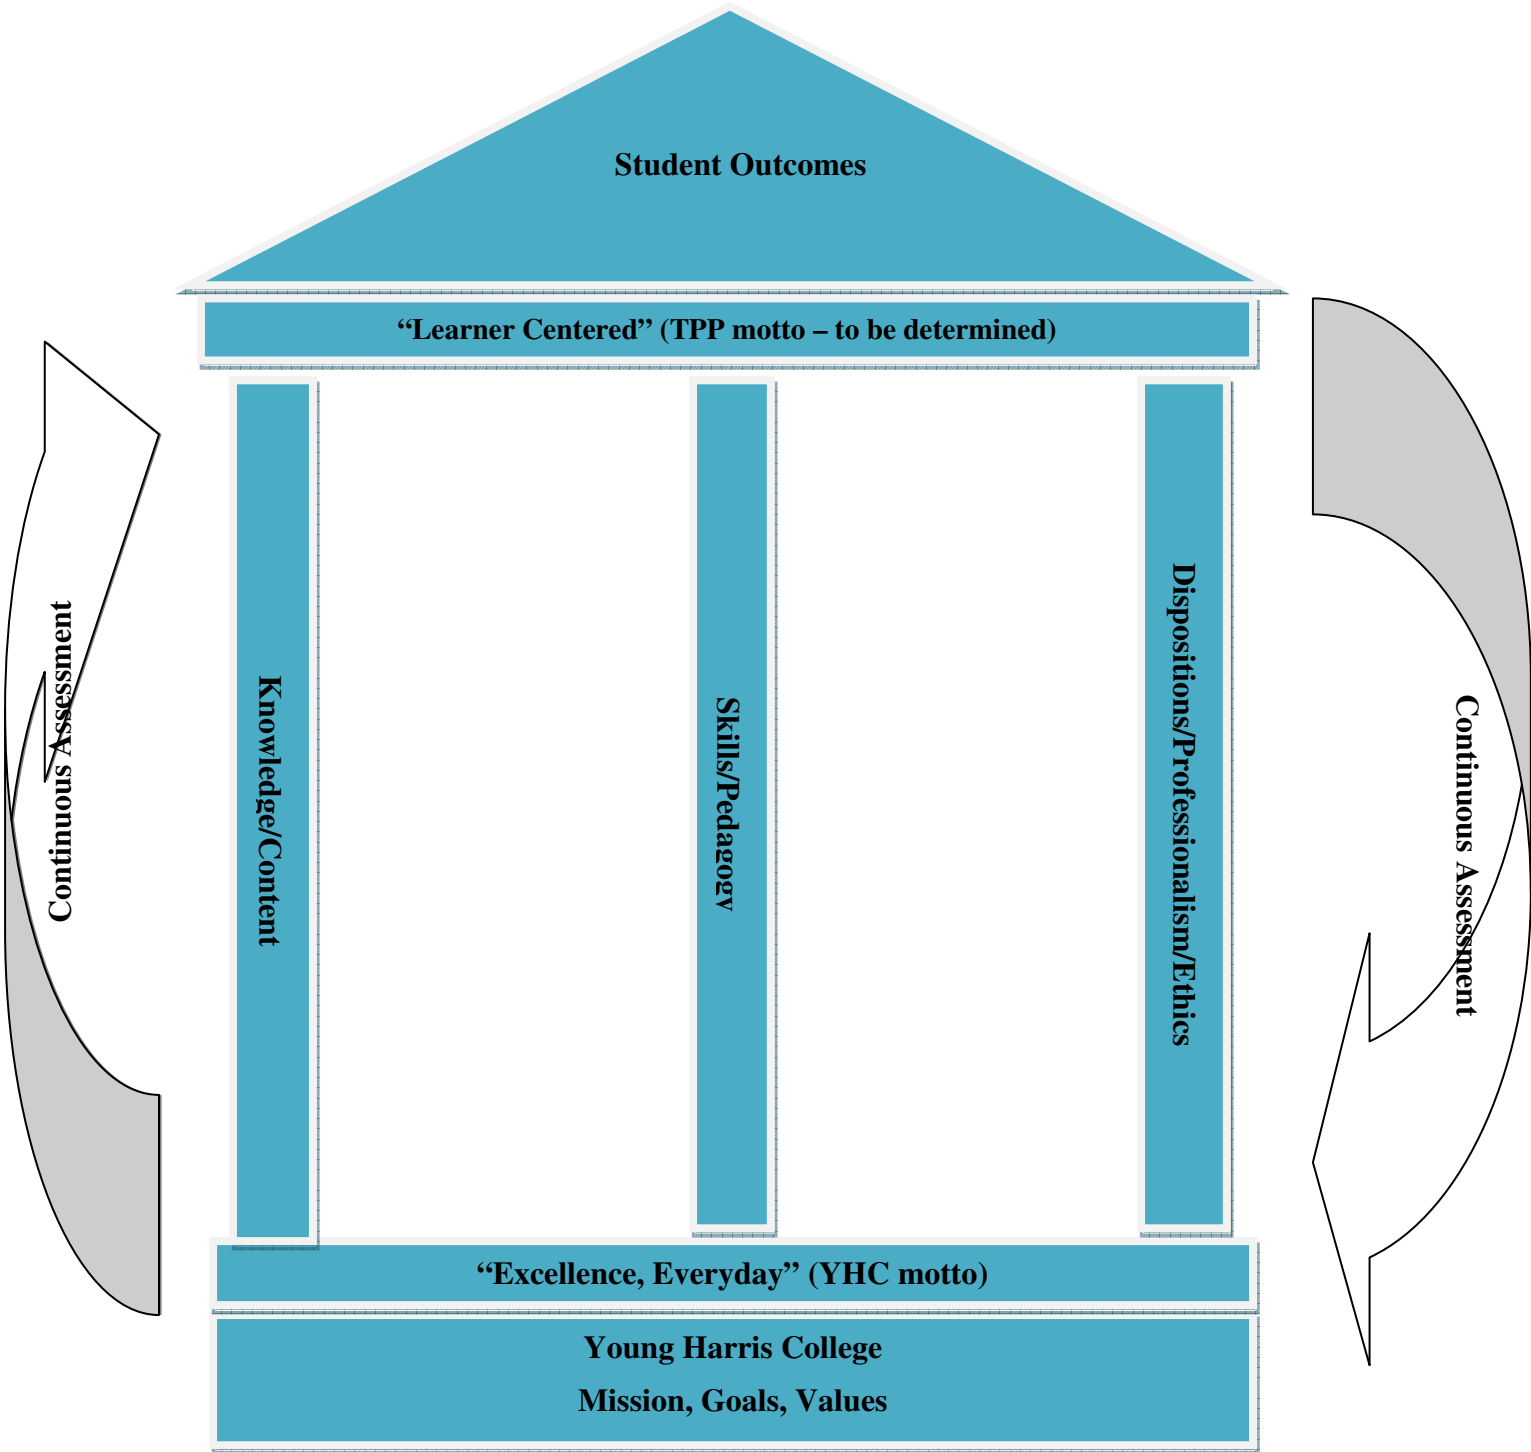 Student Outcomes
“Learner Centered” (TPP motto – to be determined)
Continuous Assessment
Knowledge/Content
Skills/Pedagogy
Dispositions/Professionalism/Ethics
Continuous Assessment
“Excellence, Everyday” (YHC motto)
Young Harris College
Mission, Goals, Values